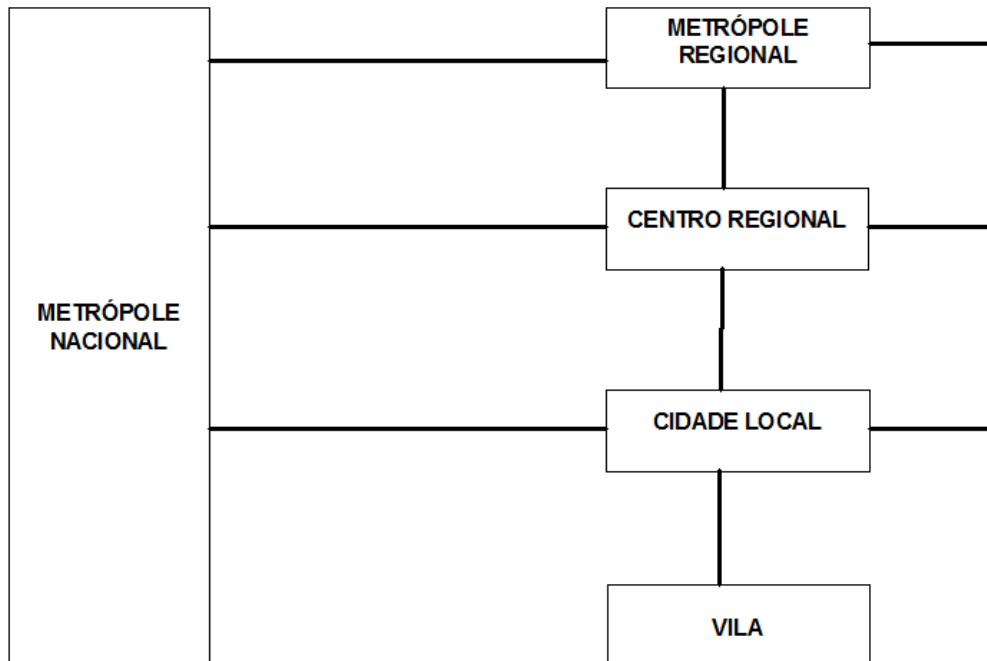 METRÓPOLE
REGIONAL
CENTRO REGIONAL
METRÓPOLE
NACIONAL
CIDADE LOCAL
VILA